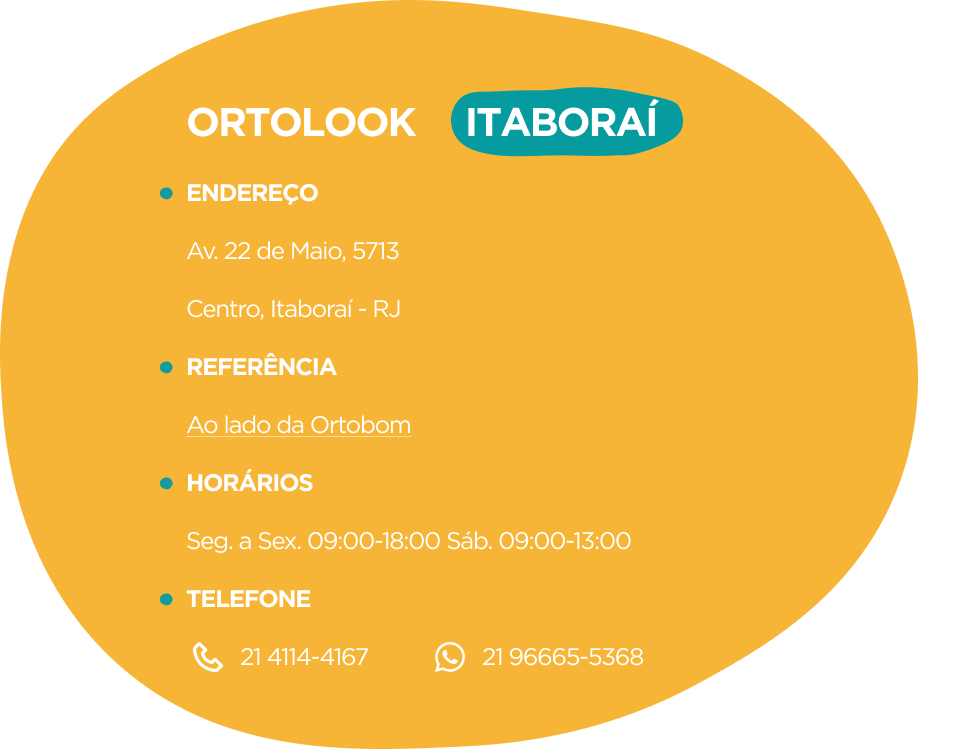 ORTOLOOK ITABORAÍ
ENDEREÇO
Av. 22 de Maio, 5713
Centro, Itaboraí - RJ
REFERÊNCIA
Ao lado da Ortobom
HORÁRIOS
Seg. a Sex. 09:00-18:00 Sáb. 09:00-13:00
TELEFONE
21 4114-4167 21 96665-5368